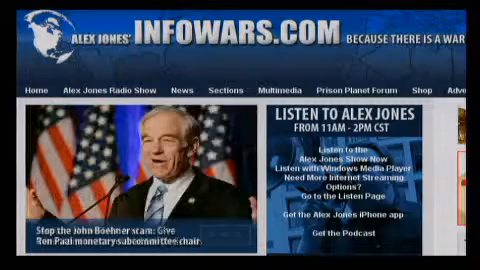 ALEX JONES' INFOWARS.COM BECAUSE THERE IS A WAR
Home Alex Jones Radio Show News Sections Multimedia Prison Planet Forum Shop Adve
LISTEN TO ALEX JONES
FROM 11AM - 2PM CST
Listen to the
Alex Jones Show Now
Listen with Windows Media Player
Need More Internet Streaming
Options?
Go to the Listen Page
Get the Alex Jones iPhone app
Get the Podcast
Stop the John Boehner scam: Give
Ron Paul monetary subcommittee chair